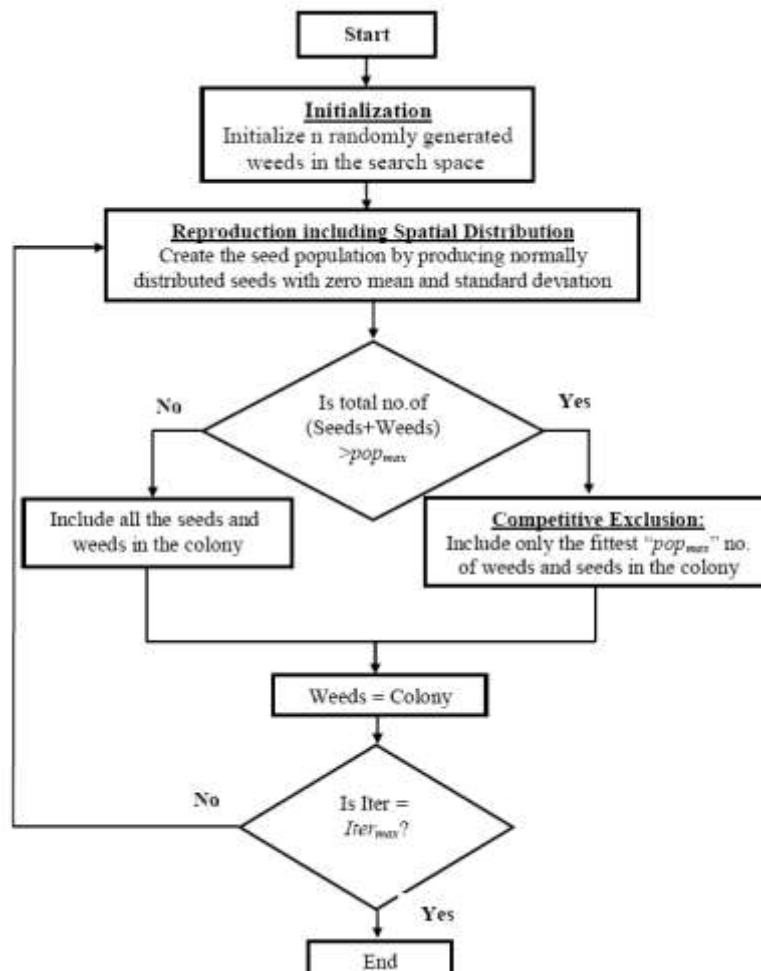 Start
Initialization
Initialize n randomly generated
weeds in the search space
Reproduction including Spatial Distribution
Create the seed population by producing normally
distributed seeds with zero mean and standard deviation
No
Is total no.of
(Seeds+Weeds)
>pop_max
Yes
Include all the seeds and
weeds in the colony
Competitive Exclusion:
Include only the fittest “pop_max” no.
of weeds and seeds in the colony
Weeds = Colony
No
Is Iter =
Iter_max?
Yes
End